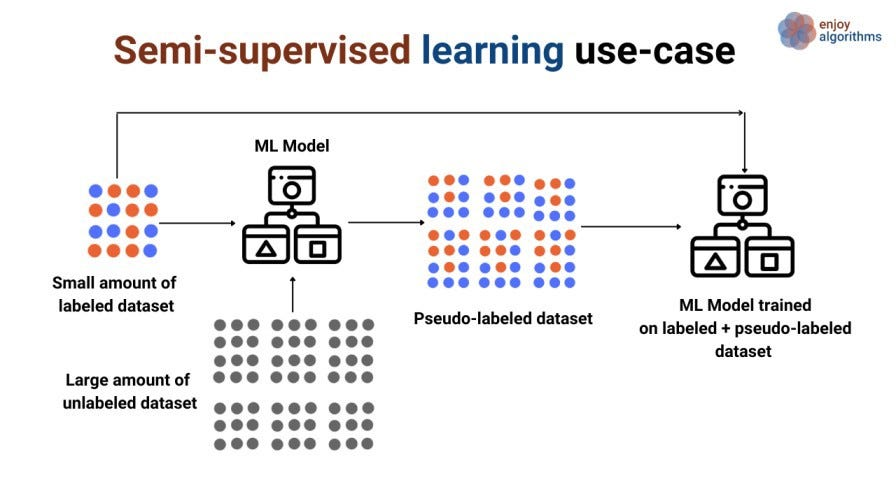 Semi-supervised learning use-case
enjoy
algorithms
ML Model
Small amount of
labeled dataset
Large amount of
unlabeled dataset
Pseudo-labeled dataset
ML Model trained
on labeled + pseudo-labeled
dataset